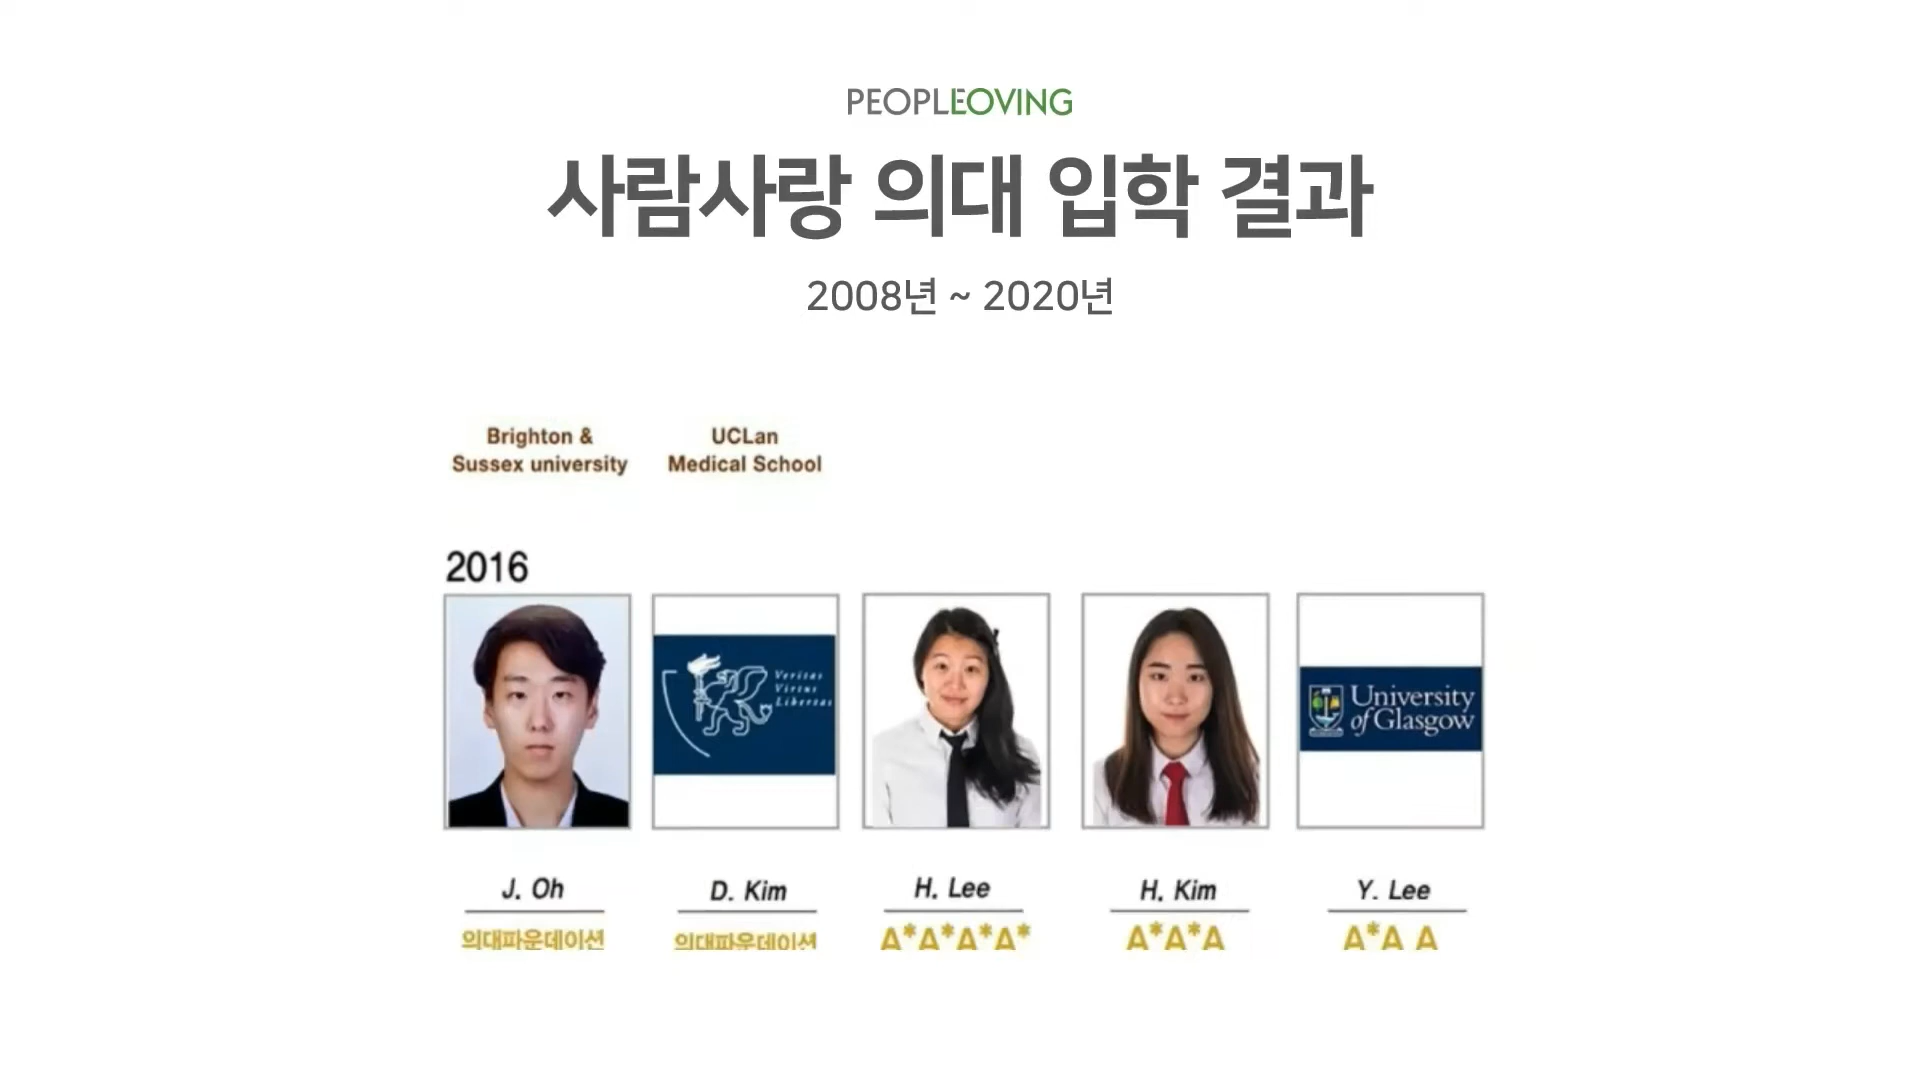 PEOPLELOVING
사람사랑 의대 입학 결과
2008년 ~ 2020년
Brighton &
Sussex university
UCLan
Medical School
2016
Veritas
Virtus
Libertas
University
of Glasgow
J. Oh
D. Kim
H. Lee
H. Kim
Y. Lee
의대파운데이션
의대파운데이션
A*A*A*A*
A*A*A
A*A A